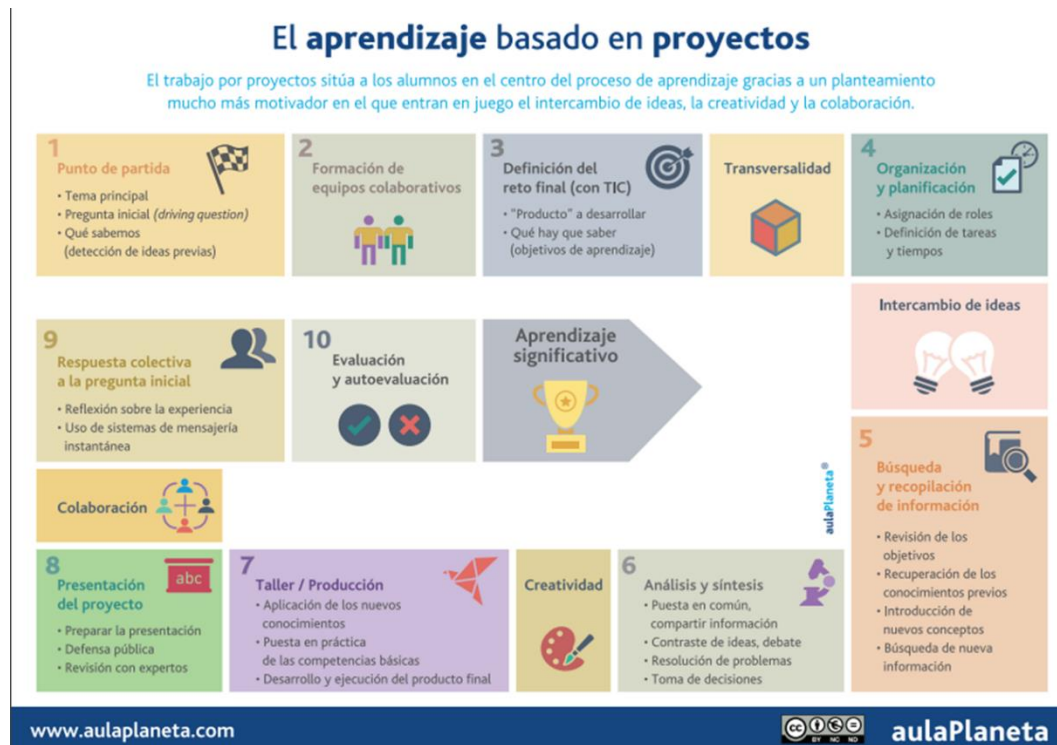 El aprendizaje basado en proyectos
El trabajo por proyectos sitúa a los alumnos en el centro del proceso de aprendizaje gracias a un planteamiento
mucho más motivador en el que entran en juego el intercambio de ideas, la creatividad y la colaboración.
1
Punto de partida
• Tema principal
• Pregunta inicial (driving question)
• Qué sabemos
(detección de ideas previas)
2
Formación de
equipos colaborativos
3
Definición del
reto final (con TIC)
• "Producto" a desarrollar
• Qué hay que saber
(objetivos de aprendizaje)
Transversalidad
4
Organización
y planificación
• Asignación de roles
• Definición de tareas
y tiempos
Intercambio de ideas
5
Búsqueda
y recopilación
de información
• Revisión de los
objetivos
• Recuperación de los
conocimientos previos
• Introducción de
nuevos conceptos
• Búsqueda de nueva
información
6
Análisis y síntesis
• Puesta en común,
compartir información
• Contraste de ideas, debate
• Resolución de problemas
• Toma de decisiones
Creatividad
7
Taller / Producción
• Aplicación de los nuevos
conocimientos
• Puesta en práctica
de las competencias básicas
• Desarrollo y ejecución del producto final
8
Presentación
del proyecto
abc
• Preparar la presentación
• Defensa pública
• Revisión con expertos
Colaboración
9
Respuesta colectiva
a la pregunta inicial
• Reflexión sobre la experiencia
• Uso de sistemas de mensajería
instantánea
10
Evaluación
y autoevaluación
Aprendizaje
significativo
aulaPlaneta
www.aulaplaneta.com
cc
BY NC ND
aulaPlaneta